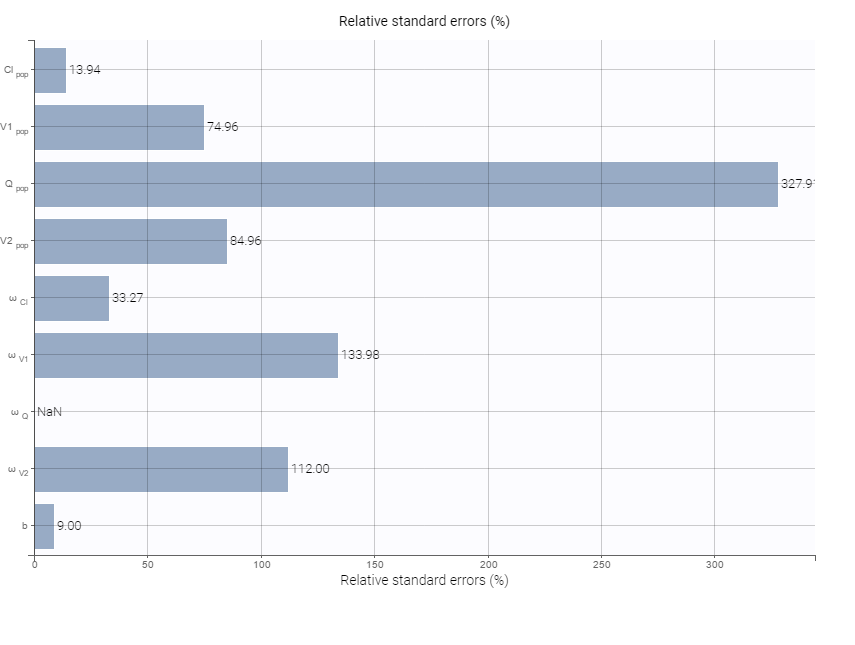 Relative standard errors (%)
Cl pop 13.94
V1 pop 74.96
Q pop 327.9
V2 pop 84.96
ω Cl 33.27
ω V1 133.98
ω Q NaN
ω V2 112.00
b 9.00
0 50 100 150 200 250 300
Relative standard errors (%)